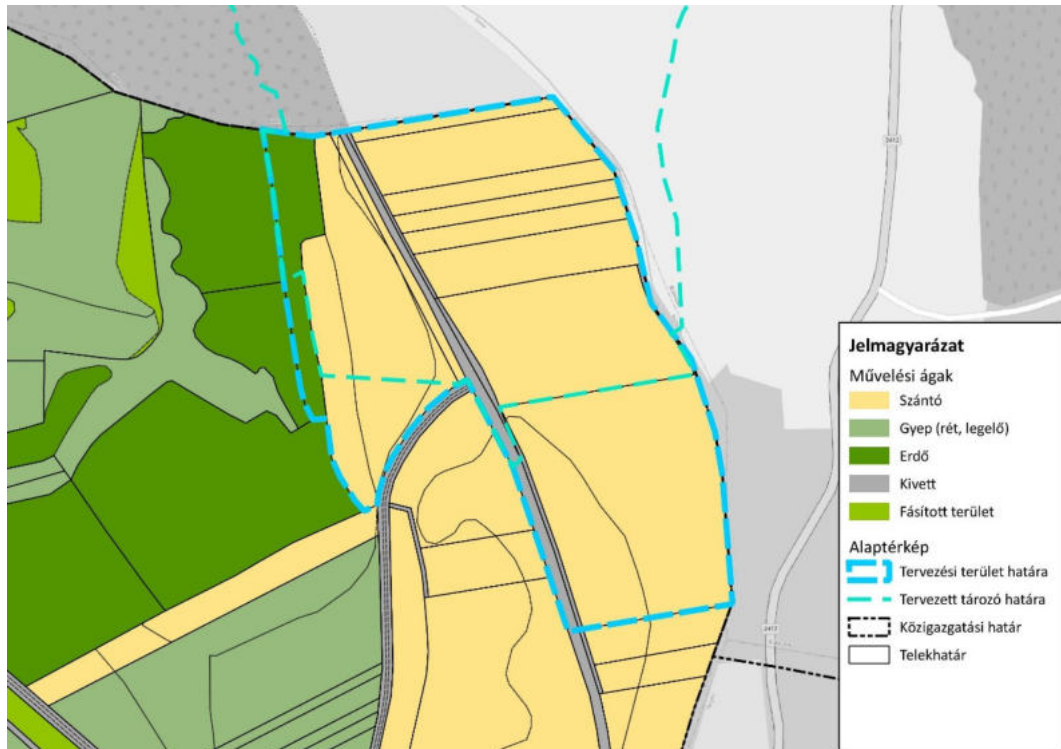 2412
Jelmagyarázat
Művelési ágak
Szántó
Gyep (rét, legelő)
Erdő
Kivett
Fásított terület
Alaptérkép
Tervezési terület határa
Tervezett tározó határa
Közigazgatási határ
Telekhatár